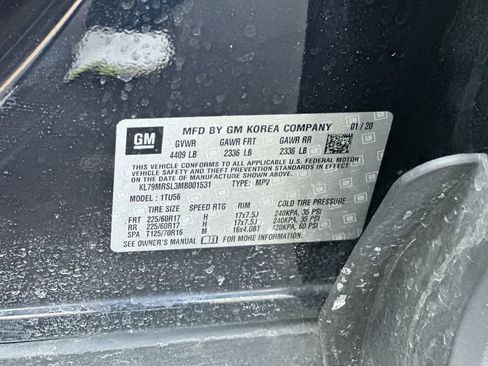 GM
MFD BY GM KOREA COMPANY 01/20
GVWR GAWR FRT GAWR RR
4409 LB 2336 LB 2336 LB
THIS VEHICLE CONFORMS TO ALL APPLICABLE U.S. FEDERAL MOTOR
VEHICLE SAFETY, BUMPER, AND THEFT PREVENTION STANDARDS IN
EFFECT ON THE DATE OF MANUFACTURE SHOWN ABOVE.
KL79MRSL3MB001531 TYPE: MPV
MODEL : 1TU56
TIRE SIZE SPEED RTG RIM COLD TIRE PRESSURE
FRT 225/60R17 H 17x7.5J 240KPA, 35 PSI
RR 225/60R17 H 17x7.5J 240KPA, 35 PSI
SPA T125/70R16 M 16x4.0BT 420KPA, 60 PSI
SEE OWNER'S MANUAL FOR MORE INFORMATION